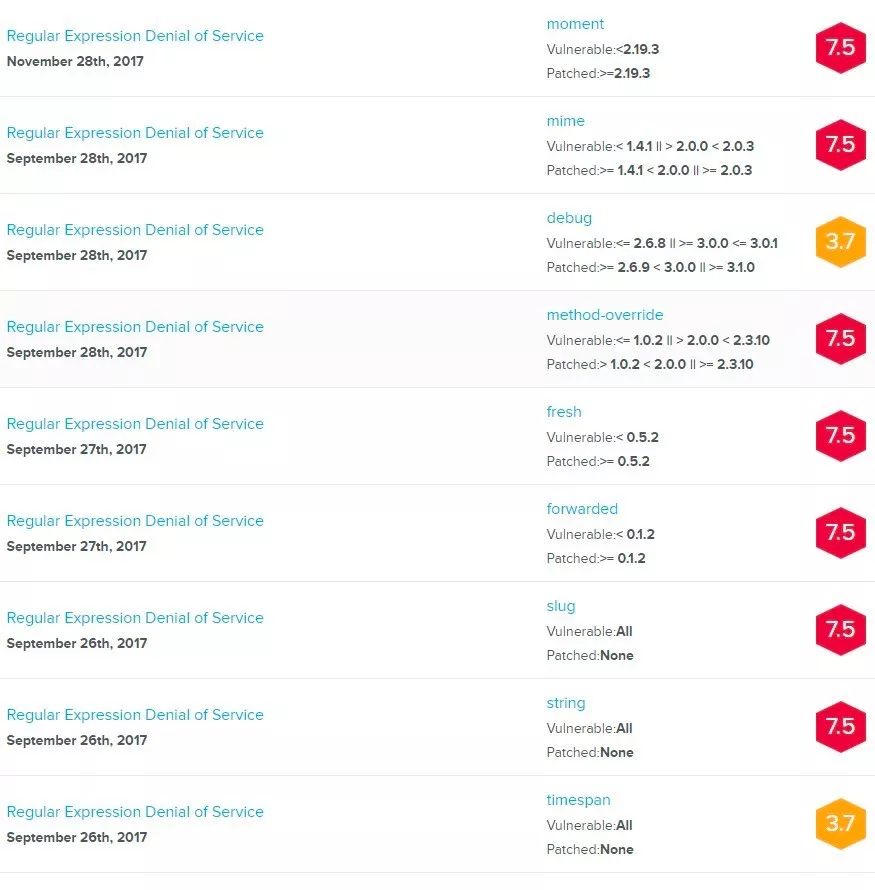 Regular Expression Denial of Service
November 28th, 2017
moment
Vulnerable:<2.19.3
Patched:>=2.19.3
7.5
Regular Expression Denial of Service
September 28th, 2017
mime
Vulnerable:< 1.4.1 || > 2.0.0 < 2.0.3
Patched:>= 1.4.1 < 2.0.0 || >= 2.0.3
7.5
Regular Expression Denial of Service
September 28th, 2017
debug
Vulnerable:<= 2.6.8 || >= 3.0.0 <= 3.0.1
Patched:>= 2.6.9 < 3.0.0 || >= 3.1.0
3.7
Regular Expression Denial of Service
September 28th, 2017
method-override
Vulnerable:<= 1.0.2 || > 2.0.0 < 2.3.10
Patched:> 1.0.2 < 2.0.0 || >= 2.3.10
7.5
Regular Expression Denial of Service
September 27th, 2017
fresh
Vulnerable:< 0.5.2
Patched:>= 0.5.2
7.5
Regular Expression Denial of Service
September 27th, 2017
forwarded
Vulnerable:< 0.1.2
Patched:>= 0.1.2
7.5
Regular Expression Denial of Service
September 26th, 2017
slug
Vulnerable:All
Patched:None
7.5
Regular Expression Denial of Service
September 26th, 2017
string
Vulnerable:All
Patched:None
7.5
Regular Expression Denial of Service
September 26th, 2017
timespan
Vulnerable:All
Patched:None
3.7